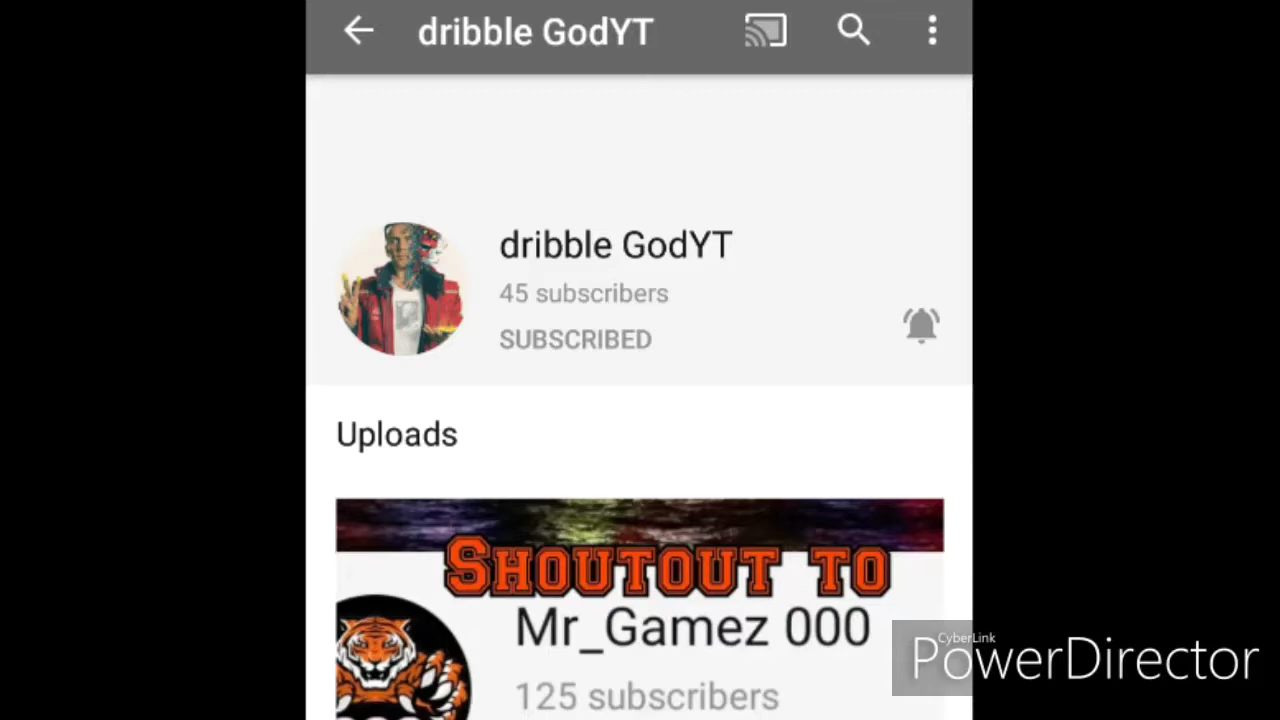 dribble GodYT
dribble GodYT
45 subscribers
SUBSCRIBED
Uploads
SHOUTOUT TO
Mr_Gamez 000
125 subscribers
CyberLink
PowerDirector